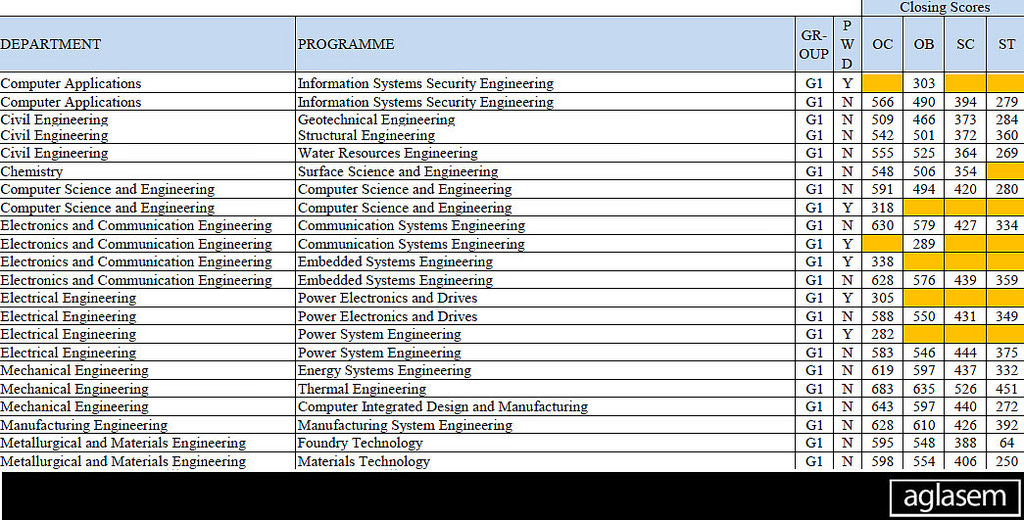 Closing Scores
DEPARTMENT PROGRAMME GR-OUP PWD OC OB SC ST
Computer Applications Information Systems Security Engineering G1 Y 303
Computer Applications Information Systems Security Engineering G1 N 566 490 394 279
Civil Engineering Geotechnical Engineering G1 N 509 466 373 284
Civil Engineering Structural Engineering G1 N 542 501 372 360
Civil Engineering Water Resources Engineering G1 N 555 525 364 269
Chemistry Surface Science and Engineering G1 N 548 506 354
Computer Science and Engineering Computer Science and Engineering G1 N 591 494 420 280
Computer Science and Engineering Computer Science and Engineering G1 Y 318
Electronics and Communication Engineering Communication Systems Engineering G1 N 630 579 427 334
Electronics and Communication Engineering Communication Systems Engineering G1 Y 289
Electronics and Communication Engineering Embedded Systems Engineering G1 Y 338
Electronics and Communication Engineering Embedded Systems Engineering G1 N 628 576 439 359
Electrical Engineering Power Electronics and Drives G1 Y 305
Electrical Engineering Power Electronics and Drives G1 N 588 550 431 349
Electrical Engineering Power System Engineering G1 Y 282
Electrical Engineering Power System Engineering G1 N 583 546 444 375
Mechanical Engineering Energy Systems Engineering G1 N 619 597 437 332
Mechanical Engineering Thermal Engineering G1 N 683 635 526 451
Mechanical Engineering Computer Integrated Design and Manufacturing G1 N 643 597 440 272
Manufacturing Engineering Manufacturing System Engineering G1 N 628 610 426 392
Metallurgical and Materials Engineering Foundry Technology G1 N 595 548 388 64
Metallurgical and Materials Engineering Materials Technology G1 N 598 554 406 250
aglasem